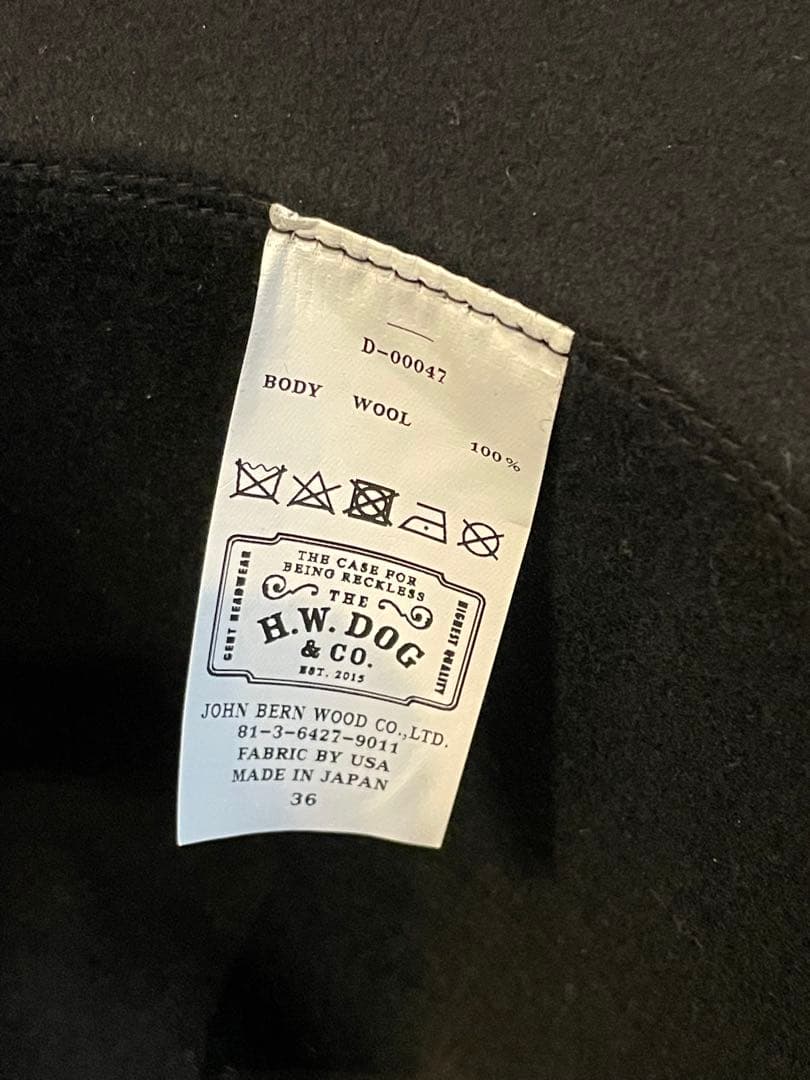 D-00047
BODY WOOL 100%
THE CASE FOR
BEING RECKLESS
THE
H.W. DOG
& CO.
EST. 2015
GENT HEADWEAR
HIGHEST QUALITY
JOHN BERN WOOD CO.,LTD.
81-3-6427-9011
FABRIC BY USA
MADE IN JAPAN
36